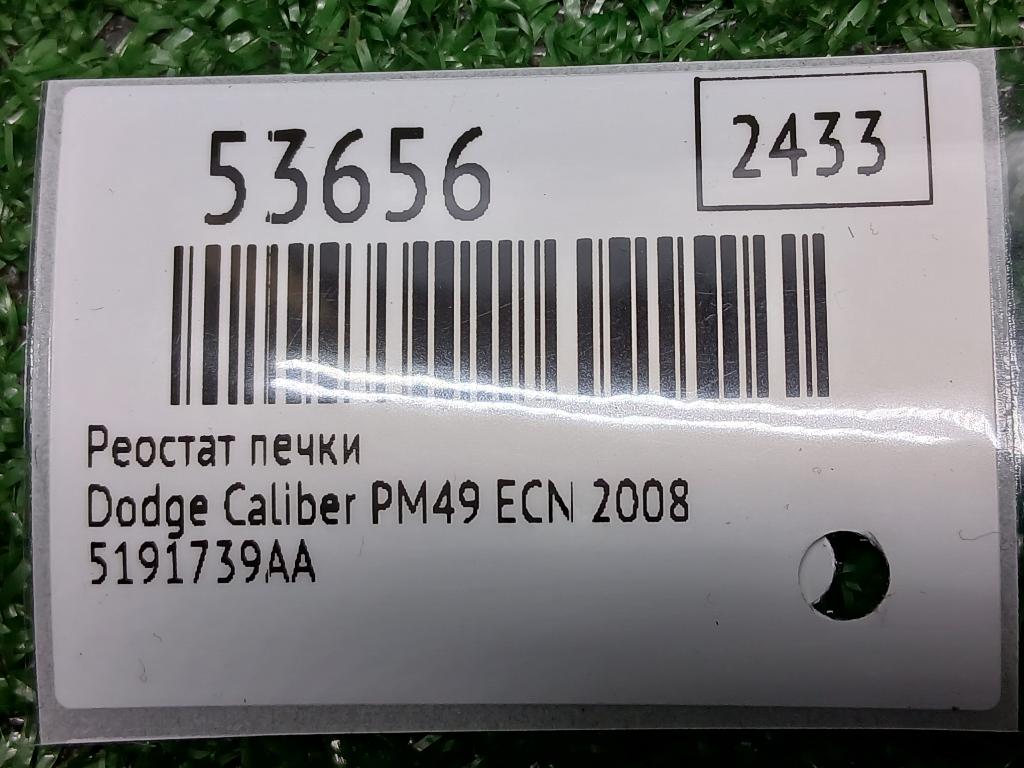 53656
2433
Реостат печки
Dodge Caliber PM49 ECN 2008
5191739AA